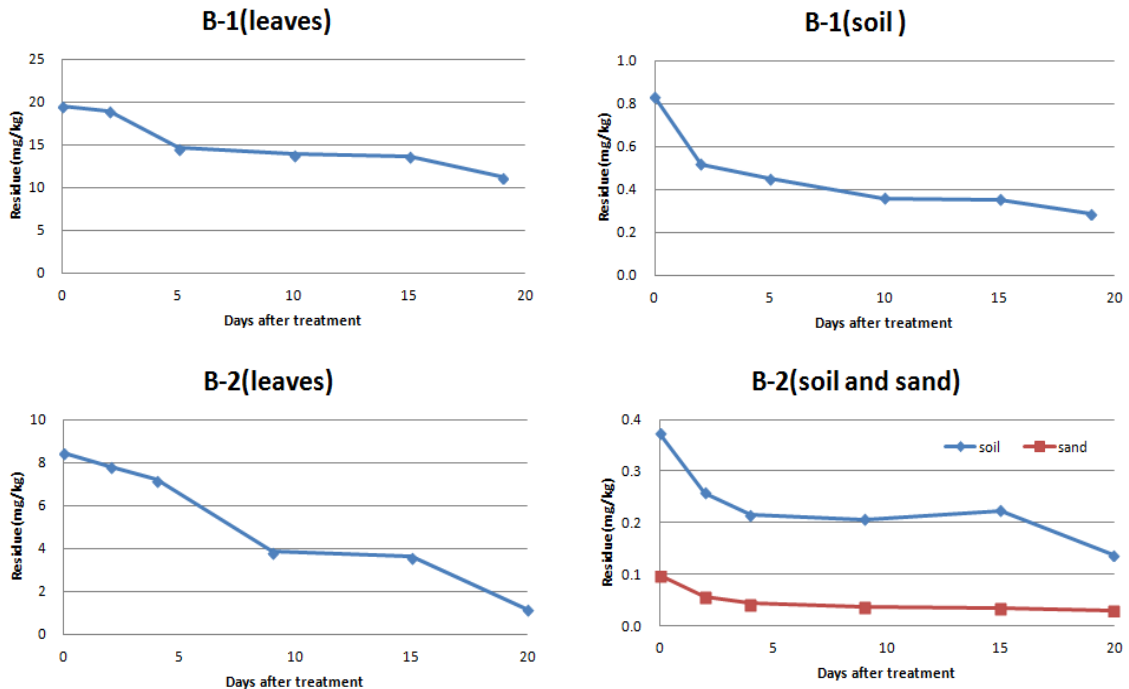 B-1(leaves)
25
20
15
10
5
0
Residue(mg/kg)
0 5 10 15 20
Days after treatment
B-1(soil )
1.0
0.8
0.6
0.4
0.2
0.0
Residue(mg/kg)
0 5 10 15 20
Days after treatment
B-2(leaves)
10
8
6
4
2
0
Residue(mg/kg)
0 5 10 15 20
Days after treatment
B-2(soil and sand)
0.4
0.3
0.2
0.1
0.0
Residue(mg/kg)
soil sand
0 5 10 15 20
Days after treatment